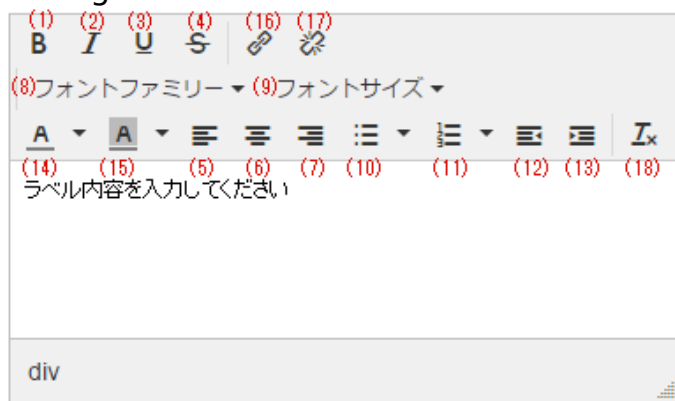 (1) (2) (3) (4) (16) (17)
B I U S
(8)フォントファミリー (9)フォントサイズ
A A
(14) (15) (5) (6) (7) (10) (11) (12) (13) (18)
ラベル内容を入力してください
div